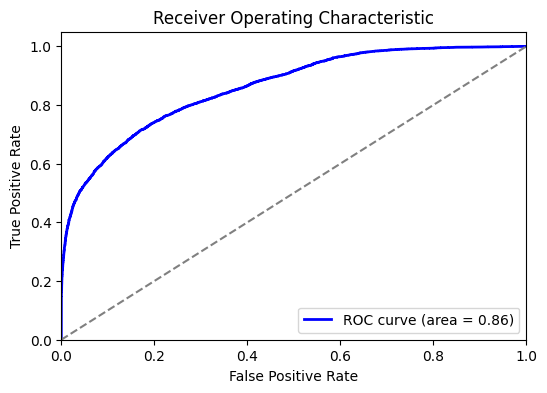 Receiver Operating Characteristic
True Positive Rate
1.0
0.8
0.6
0.4
0.2
0.0
ROC curve (area = 0.86)
0.0 0.2 0.4 0.6 0.8 1.0
False Positive Rate